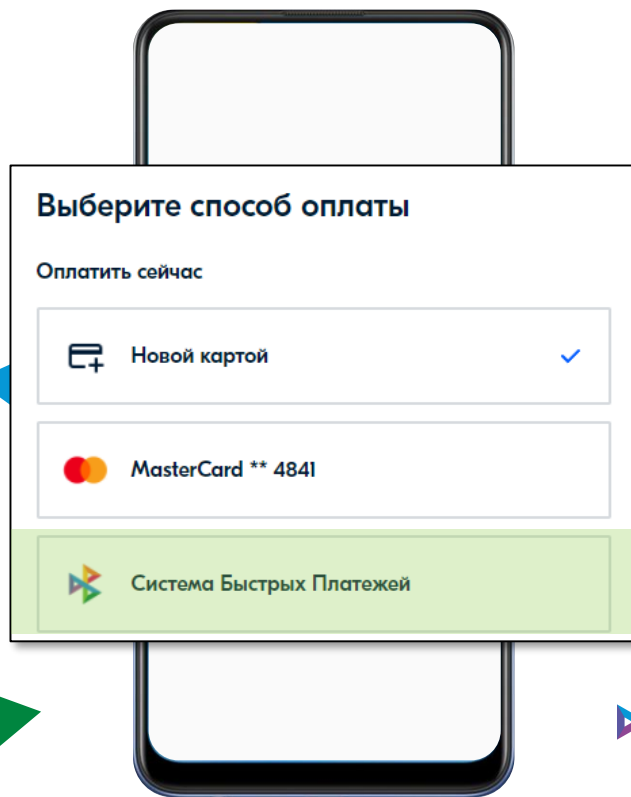 Выберите способ оплаты
Оплатить сейчас
Новой картой
MasterCard ** 4841
Система Быстрых Платежей